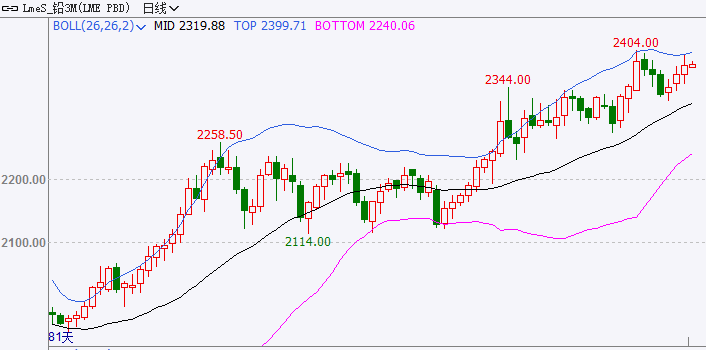 LmeS_铅3M(LME PBD) 日线
BOLL(26,26,2) MID 2319.88 TOP 2399.71 BOTTOM 2240.06
2404.00
2344.00
2258.50
2200.00
2114.00
2100.00
81天